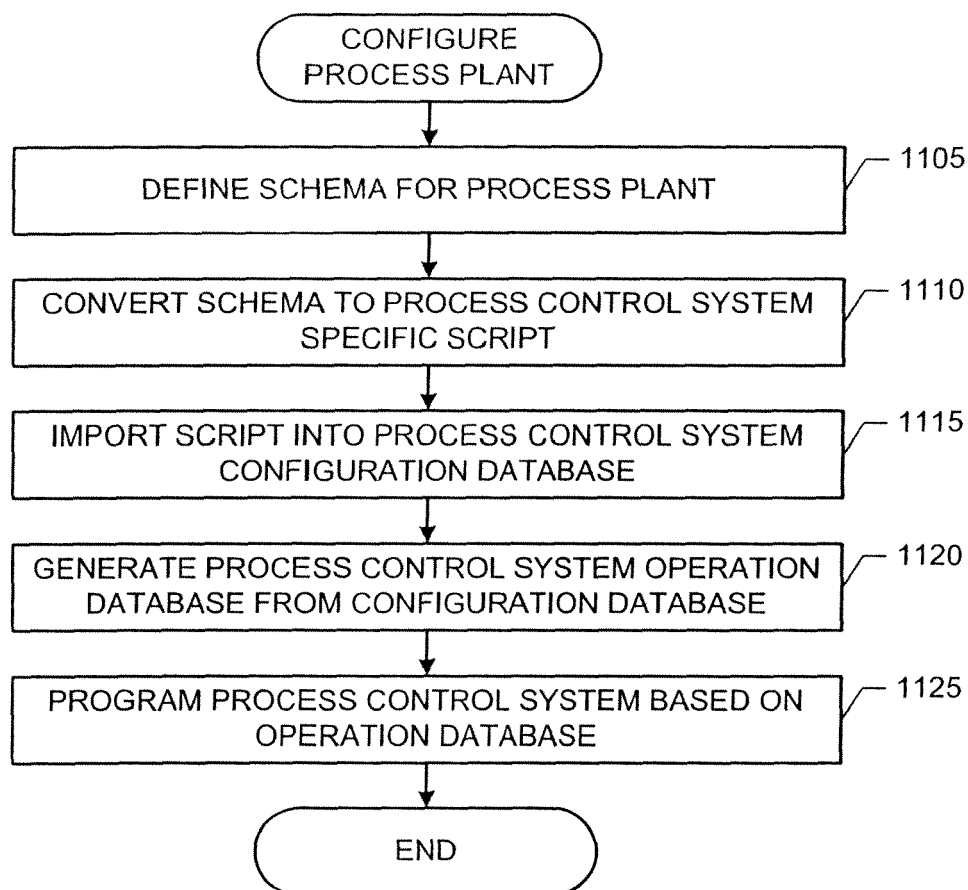 CONFIGURE
PROCESS PLANT
1105
DEFINE SCHEMA FOR PROCESS PLANT
1110
CONVERT SCHEMA TO PROCESS CONTROL SYSTEM
SPECIFIC SCRIPT
1115
IMPORT SCRIPT INTO PROCESS CONTROL SYSTEM
CONFIGURATION DATABASE
1120
GENERATE PROCESS CONTROL SYSTEM OPERATION
DATABASE FROM CONFIGURATION DATABASE
1125
PROGRAM PROCESS CONTROL SYSTEM BASED ON
OPERATION DATABASE
END